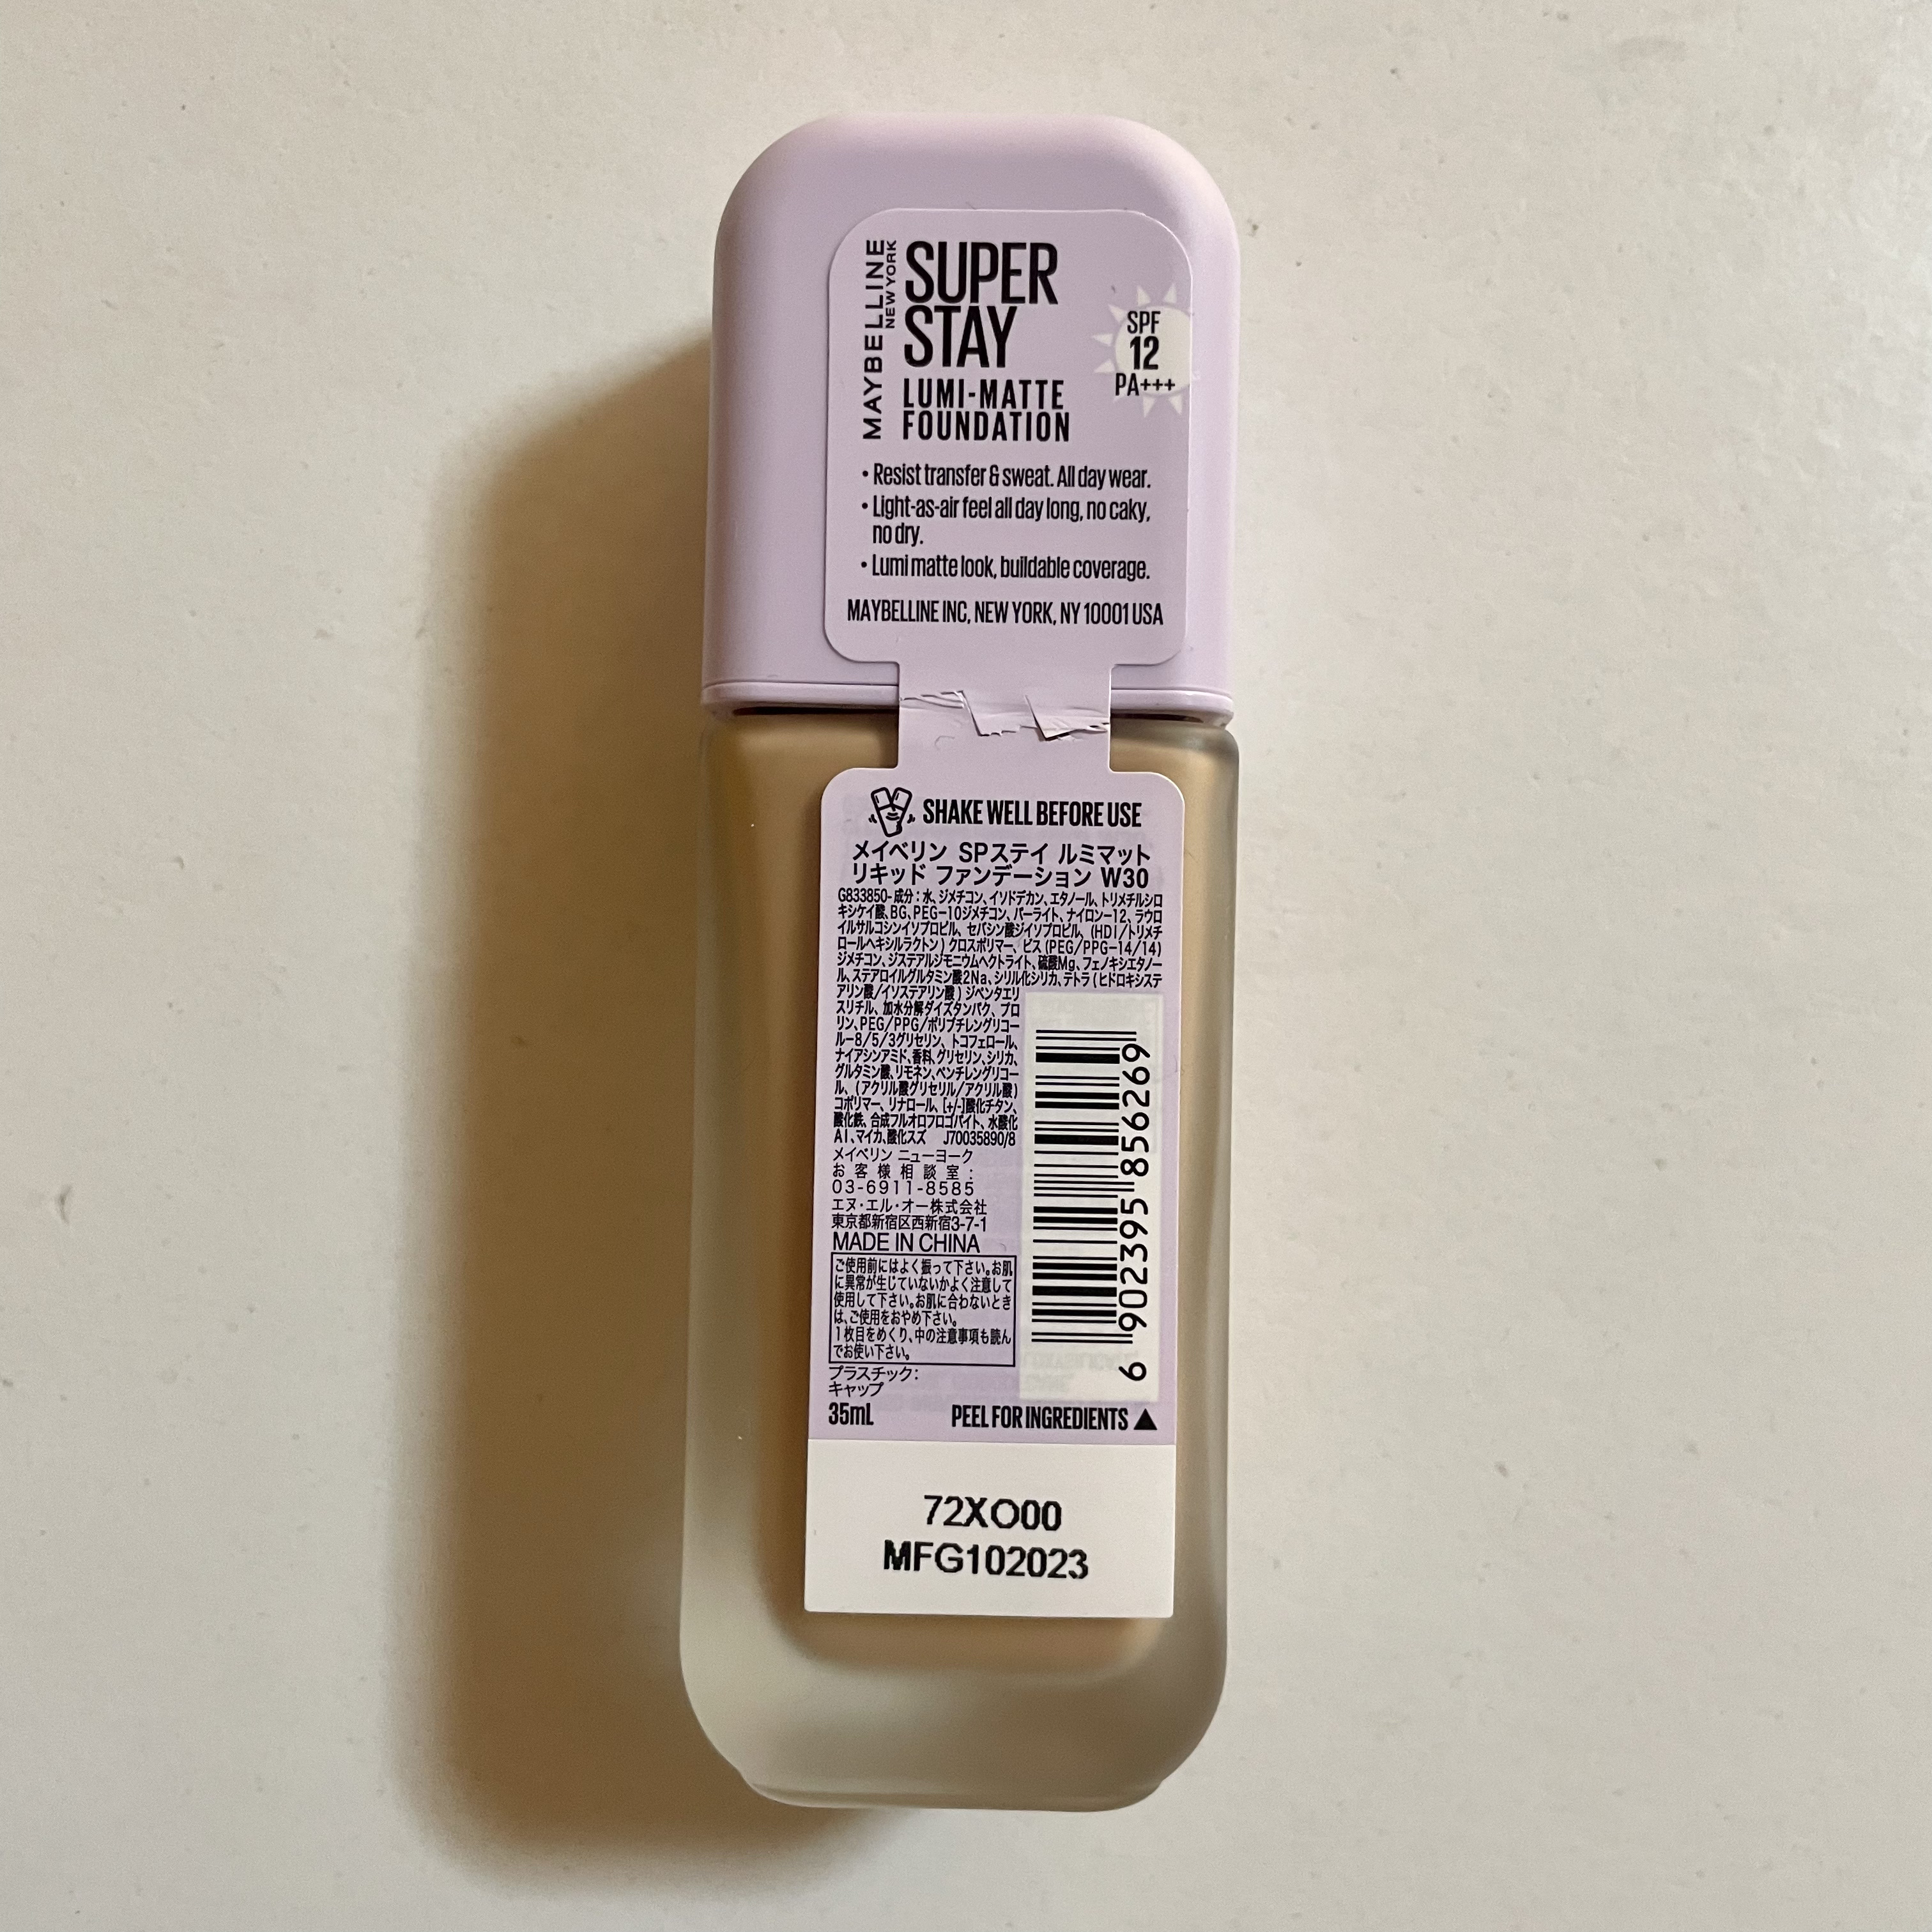 MAYBELLINE
NEW YORK
SUPER
STAY
LUMI-MATTE
FOUNDATION
SPF
12
PA+++
• Resist transfer & sweat. All day wear.
• Light-as-air feel all day long, no caky,
no dry.
• Lumi matte look, buildable coverage.
MAYBELLINE INC, NEW YORK, NY 10001 USA
SHAKE WELL BEFORE USE
メイベリン SPステイ ルミマット
リキッド ファンデーション W30
G833850-成分：水、ジメチコン、イソドデカン、エタノール、トリメチルシロ
キシケイ酸、BG、PEG-10ジメチコン、パーライト、ナイロン-12、ラウロ
イルサルコシンイソプロピル、セバシン酸ジイソプロピル、(HDI/トリメチ
ロールヘキシルラクトン) クロスポリマー、ビス (PEG/PPG-14/14)
ジメチコン、ジステアルジモニウムヘクトライト、硫酸Mg、フェノキシエタノー
ル、ステアロイルグルタミン酸2Na、シリル化シリカ、テトラ (ヒドロキシステ
アリン酸/イソステアリン酸) ジペンタエリ
スリチル、加水分解ダイズタンパク、プロ
リン、PEG/PPG/ポリブチレングリコー
ル-8/5/3グリセリン、トコフェロール、
ナイアシンアミド、香料、グリセリン、シリカ、
グルタミン酸、リモネン、ペンチレングリコー
ル、(アクリル酸グリセリル/アクリル酸)
コポリマー、リナロール、[+/-]酸化チタン、
酸化鉄、合成フルオロフロゴパイト、水酸化
Al、マイカ、酸化スズ J70035890/8
メイベリン ニューヨーク
お客様相談室：
03-6911-8585
エヌ・エル・オー株式会社
東京都新宿区西新宿3-7-1
MADE IN CHINA
ご使用前にはよく振って下さい。お肌
に異常が生じていないかよく注意して
使用して下さい。お肌に合わないとき
は、ご使用をおやめ下さい。
1枚目をめくり、中の注意事項も読ん
でお使い下さい。
プラスチック：
キャップ
35mL
PEEL FOR INGREDIENTS ▲
6 902395 856269
72XO00
MFG102023